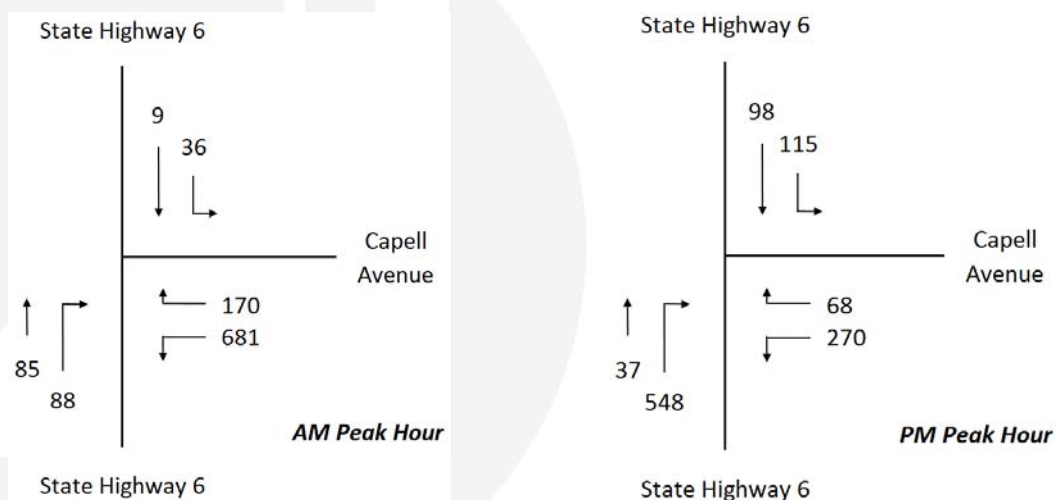 State Highway 6
9
36
Capell
Avenue
170
681
85
88
AM Peak Hour
State Highway 6
State Highway 6
98
115
Capell
Avenue
68
270
37
548
PM Peak Hour
State Highway 6